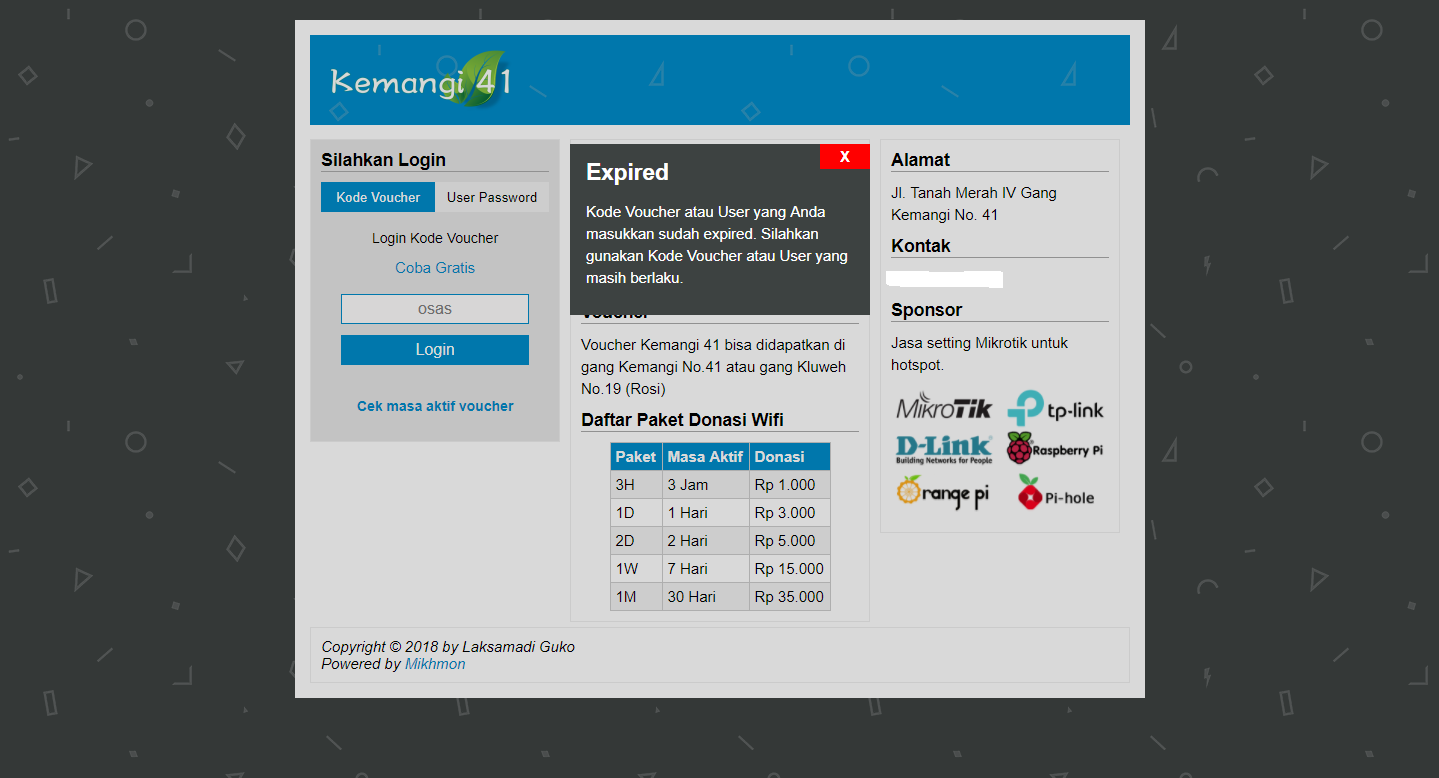 Kemangi 41
Silahkan Login
Kode Voucher
User Password
Login Kode Voucher
Coba Gratis
osas
Login
Cek masa aktif voucher
X
Expired
Kode Voucher atau User yang Anda
masukkan sudah expired. Silahkan
gunakan Kode Voucher atau User yang
masih berlaku.
Voucher
Voucher Kemangi 41 bisa didapatkan di
gang Kemangi No.41 atau gang Kluweh
No.19 (Rosi)
Daftar Paket Donasi Wifi
Paket Masa Aktif Donasi
3H 3 Jam Rp 1.000
1D 1 Hari Rp 3.000
2D 2 Hari Rp 5.000
1W 7 Hari Rp 15.000
1M 30 Hari Rp 35.000
Alamat
Jl. Tanah Merah IV Gang
Kemangi No. 41
Kontak
Sponsor
Jasa setting Mikrotik untuk
hotspot.
MikroTik tp-link
D-Link Raspberry Pi
Building Networks for People
Orange pi Pi-hole
Copyright © 2018 by Laksamadi Guko
Powered by Mikhmon